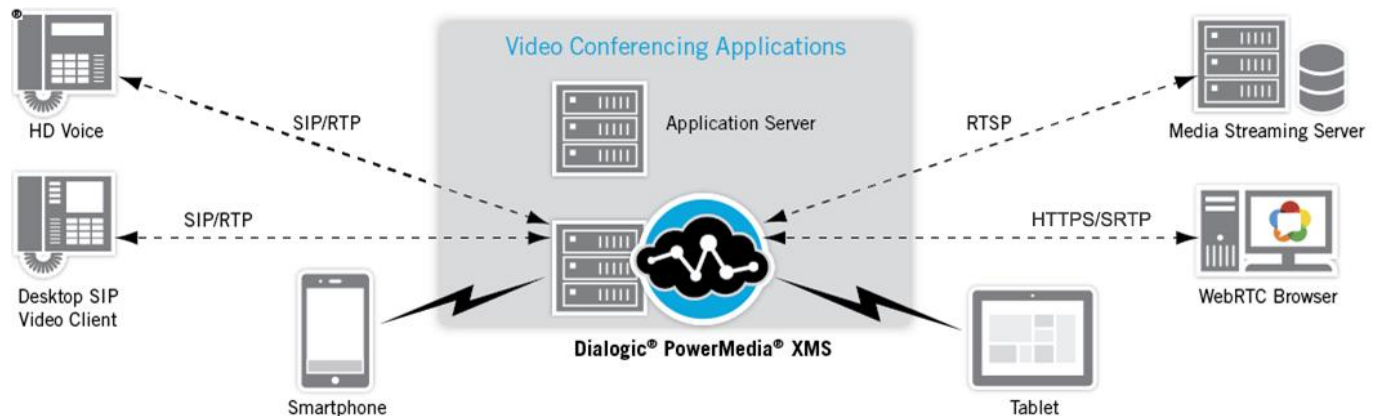 ®
Video Conferencing Applications
HD Voice
SIP/RTP
Application Server
RTSP
Media Streaming Server
Desktop SIP
Video Client
SIP/RTP
HTTPS/SRTP
WebRTC Browser
Dialogic® PowerMedia® XMS
Smartphone
Tablet